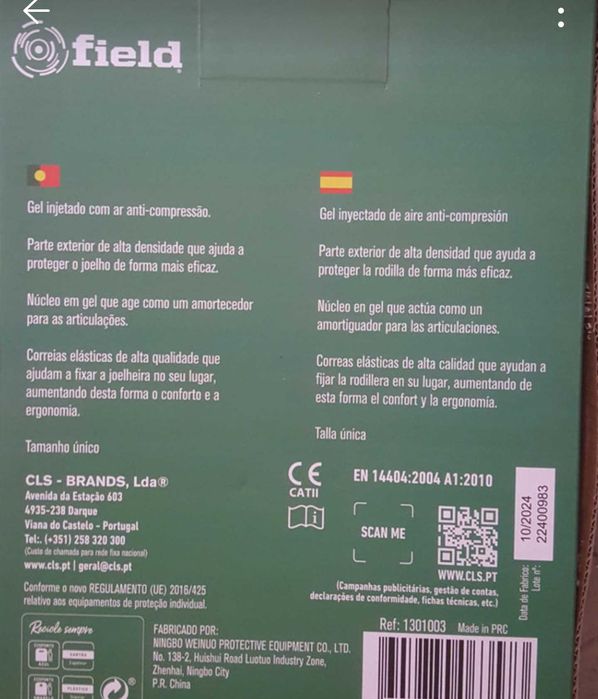 field
Gel injetado com ar anti-compressão.
Parte exterior de alta densidade que ajuda a
proteger o joelho de forma mais eficaz.
Núcleo em gel que age como um amortecedor
para as articulações.
Correias elásticas de alta qualidade que
ajudam a fixar a joelheira no seu lugar,
aumentando desta forma o conforto e a
ergonomia.
Tamanho único
Gel inyectado de aire anti-compresión
Parte exterior de alta densidad que ayuda a
proteger la rodilla de forma más eficaz.
Núcleo en gel que actúa como un
amortiguador para las articulaciones.
Correas elásticas de alta calidad que ayudan a
fijar la rodillera en su lugar, aumentando de
esta forma el confort y la ergonomía.
Talla única
CLS - BRANDS, Lda®
Avenida da Estação 603
4935-238 Darque
Viana do Castelo - Portugal
Tel.: (+351) 258 320 300
(Custo de chamada para rede fixa nacional)
www.cls.pt | geral@cls.pt
CE
CATII
EN 14404:2004 A1:2010
SCAN ME
WWW.CLS.PT
(Campanhas publicitárias, gestão de contas,
declarações de conformidade, fichas técnicas, etc.)
Data de Fabrico: 10/2024
Lote nº: 22400983
Conforme o novo REGULAMENTO (UE) 2016/425
relativo aos equipamentos de proteção individual.
Recicle sempre
CARTÃO
PLÁSTICO
FABRICADO POR:
NINGBO WEINUO PROTECTIVE EQUIPMENT CO., LTD.
No. 138-2, Huishui Road Luotuo Industry Zone,
Zhenhai, Ningbo City
P.R. China
Ref: 1301003 Made in PRC